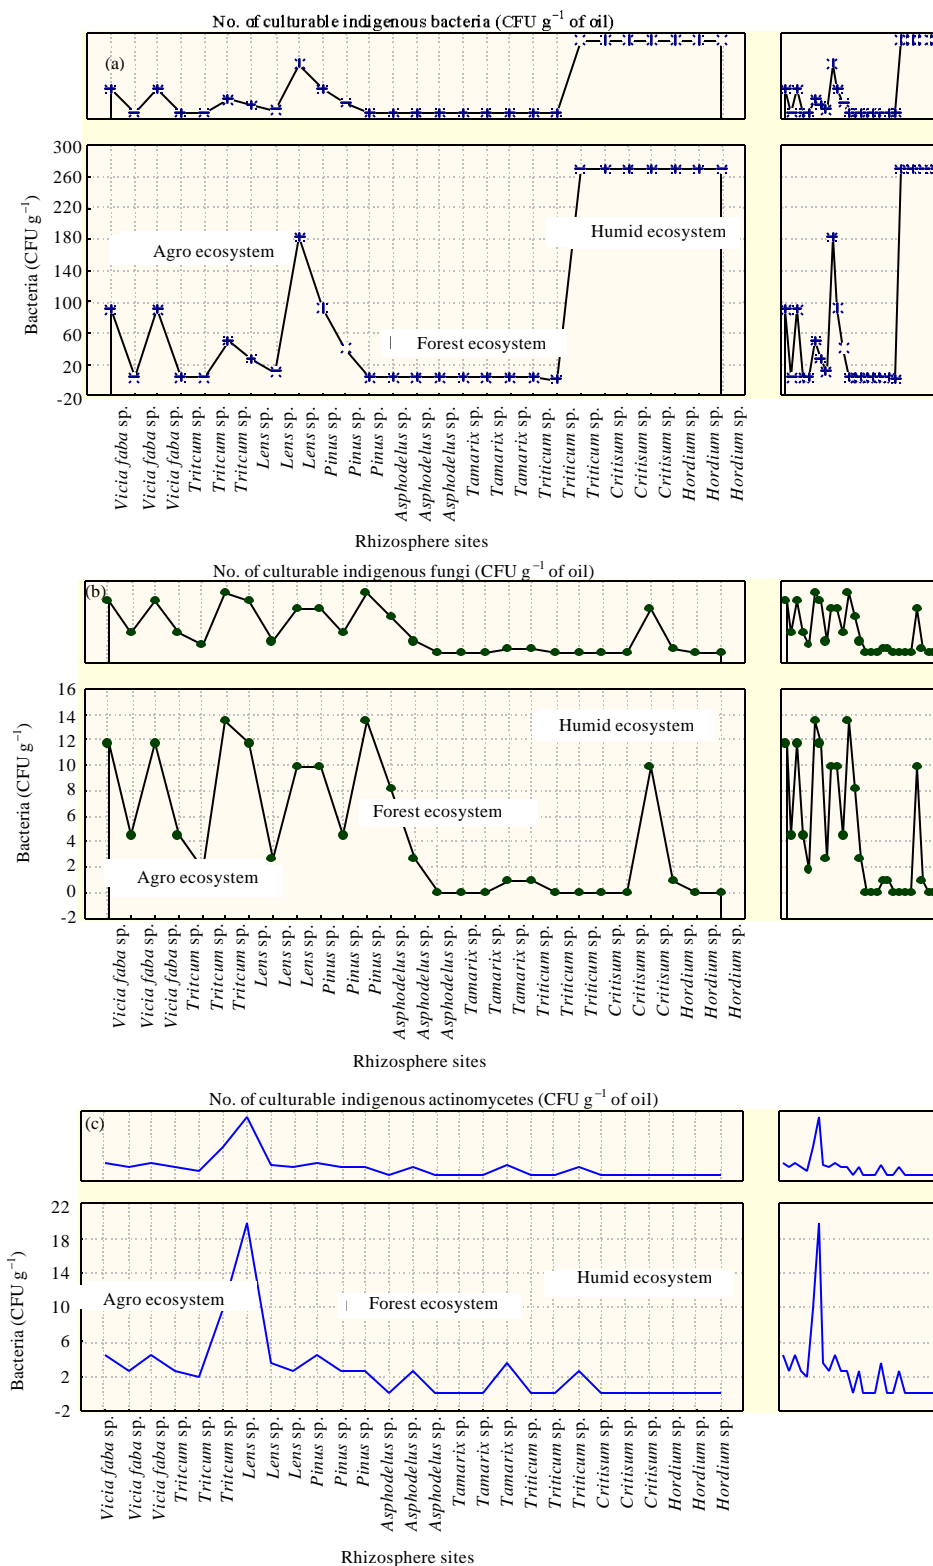 No. of culturable indigenous bacteria (CFU g⁻¹ of oil)
(a)
Bacteria (CFU g⁻¹)
300
260
220
180
140
100
60
20
-20
Agro ecosystem
Forest ecosystem
Humid ecosystem
Vicia faba sp.
Vicia faba sp.
Vicia faba sp.
Tritcum sp.
Tritcum sp.
Tritcum sp.
Lens sp.
Lens sp.
Lens sp.
Pinus sp.
Pinus sp.
Pinus sp.
Asphodelus sp.
Asphodelus sp.
Asphodelus sp.
Tamarix sp.
Tamarix sp.
Tamarix sp.
Triticum sp.
Triticum sp.
Triticum sp.
Critisum sp.
Critisum sp.
Critisum sp.
Hordium sp.
Hordium sp.
Hordium sp.
Rhizosphere sites
No. of culturable indigenous fungi (CFU g⁻¹ of oil)
(b)
Bacteria (CFU g⁻¹)
16
14
12
10
8
6
4
2
0
-2
Humid ecosystem
Forest ecosystem
Agro ecosystem
Vicia faba sp.
Vicia faba sp.
Vicia faba sp.
Tritcum sp.
Tritcum sp.
Tritcum sp.
Lens sp.
Lens sp.
Lens sp.
Pinus sp.
Pinus sp.
Pinus sp.
Asphodelus sp.
Asphodelus sp.
Asphodelus sp.
Tamarix sp.
Tamarix sp.
Tamarix sp.
Triticum sp.
Triticum sp.
Triticum sp.
Critisum sp.
Critisum sp.
Critisum sp.
Hordium sp.
Hordium sp.
Hordium sp.
Rhizosphere sites
No. of culturable indigenous actinomycetes (CFU g⁻¹ of oil)
(c)
Bacteria (CFU g⁻¹)
22
18
14
10
6
2
-2
Humid ecosystem
Agro ecosystem
Forest ecosystem
Vicia faba sp.
Vicia faba sp.
Vicia faba sp.
Tritcum sp.
Tritcum sp.
Tritcum sp.
Lens sp.
Lens sp.
Lens sp.
Pinus sp.
Pinus sp.
Pinus sp.
Asphodelus sp.
Asphodelus sp.
Asphodelus sp.
Tamarix sp.
Tamarix sp.
Tamarix sp.
Triticum sp.
Triticum sp.
Triticum sp.
Critisum sp.
Critisum sp.
Critisum sp.
Hordium sp.
Hordium sp.
Hordium sp.
Rhizosphere sites